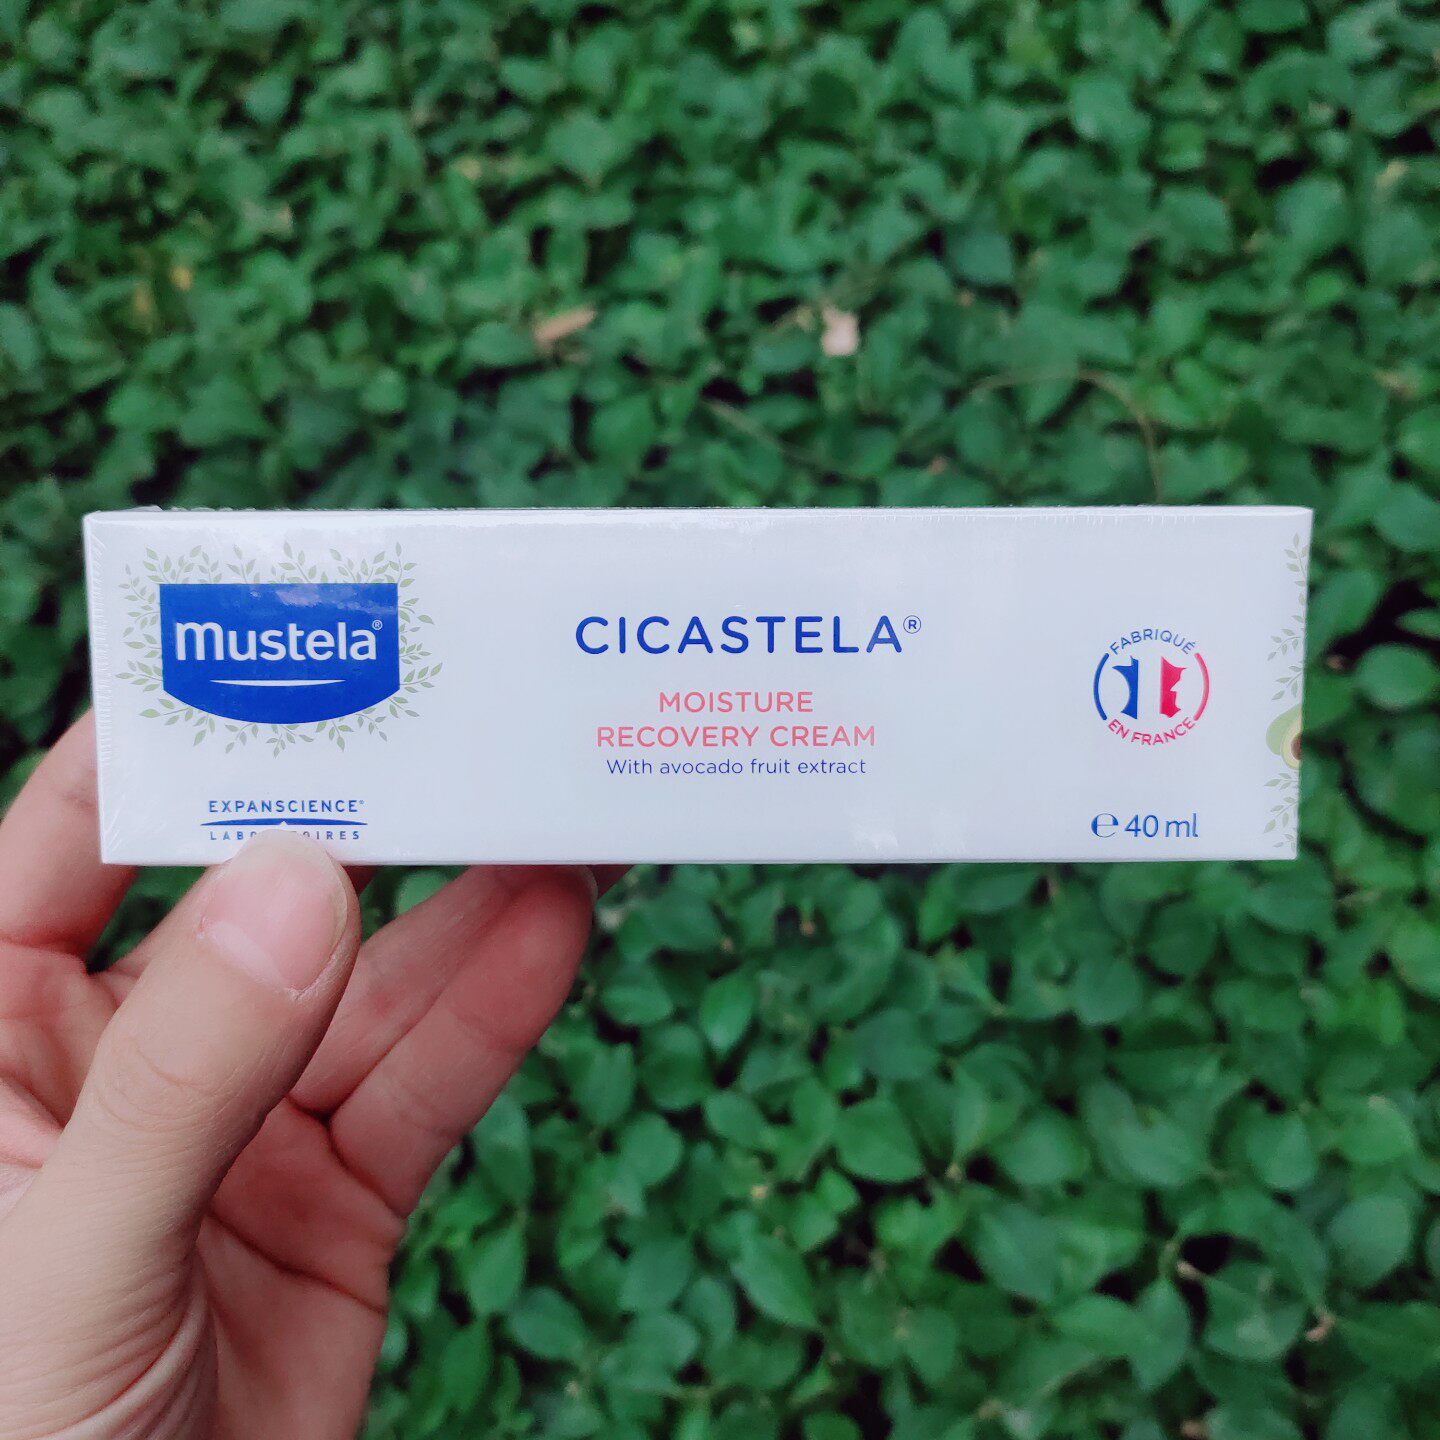 mustela®
EXPANSCIENCE®
CICASTELA®
MOISTURE
RECOVERY CREAM
With avocado fruit extract
FABRIQUÉ
EN FRANCE
℮ 40 ml